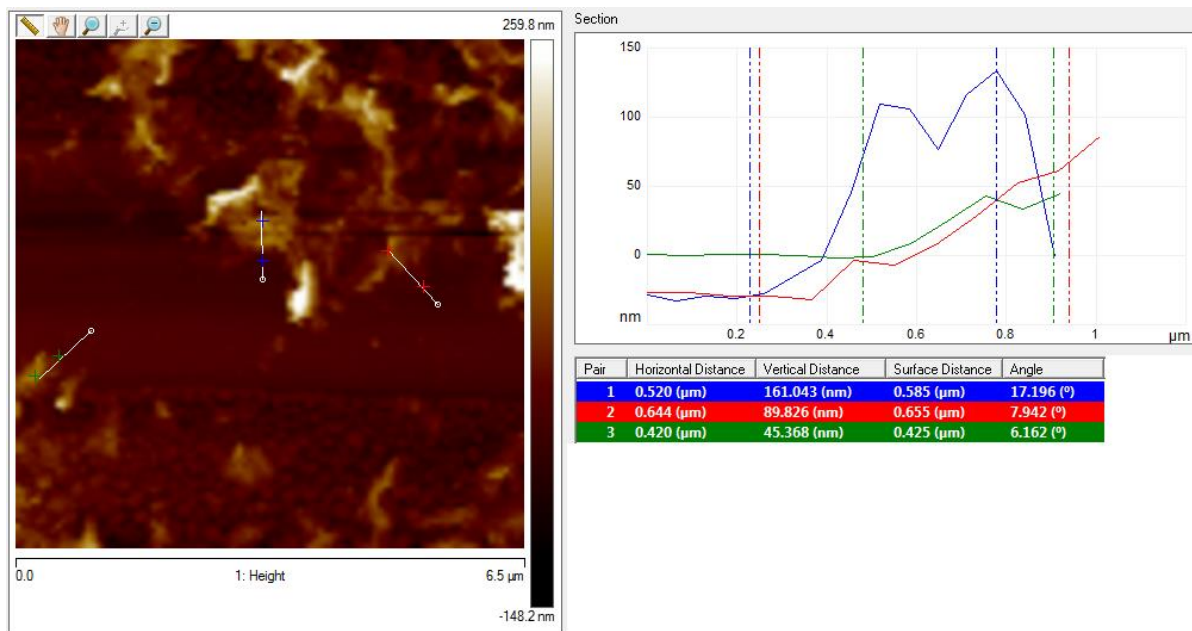 259.8 nm
0.0
1: Height
6.5 µm
-148.2 nm
Section
150
100
50
0
nm
0.2
0.4
0.6
0.8
1
µm
Pair Horizontal Distance Vertical Distance Surface Distance Angle
1 0.520 (µm) 161.043 (nm) 0.585 (µm) 17.196 (º)
2 0.644 (µm) 89.826 (nm) 0.655 (µm) 7.942 (º)
3 0.420 (µm) 45.368 (nm) 0.425 (µm) 6.162 (º)